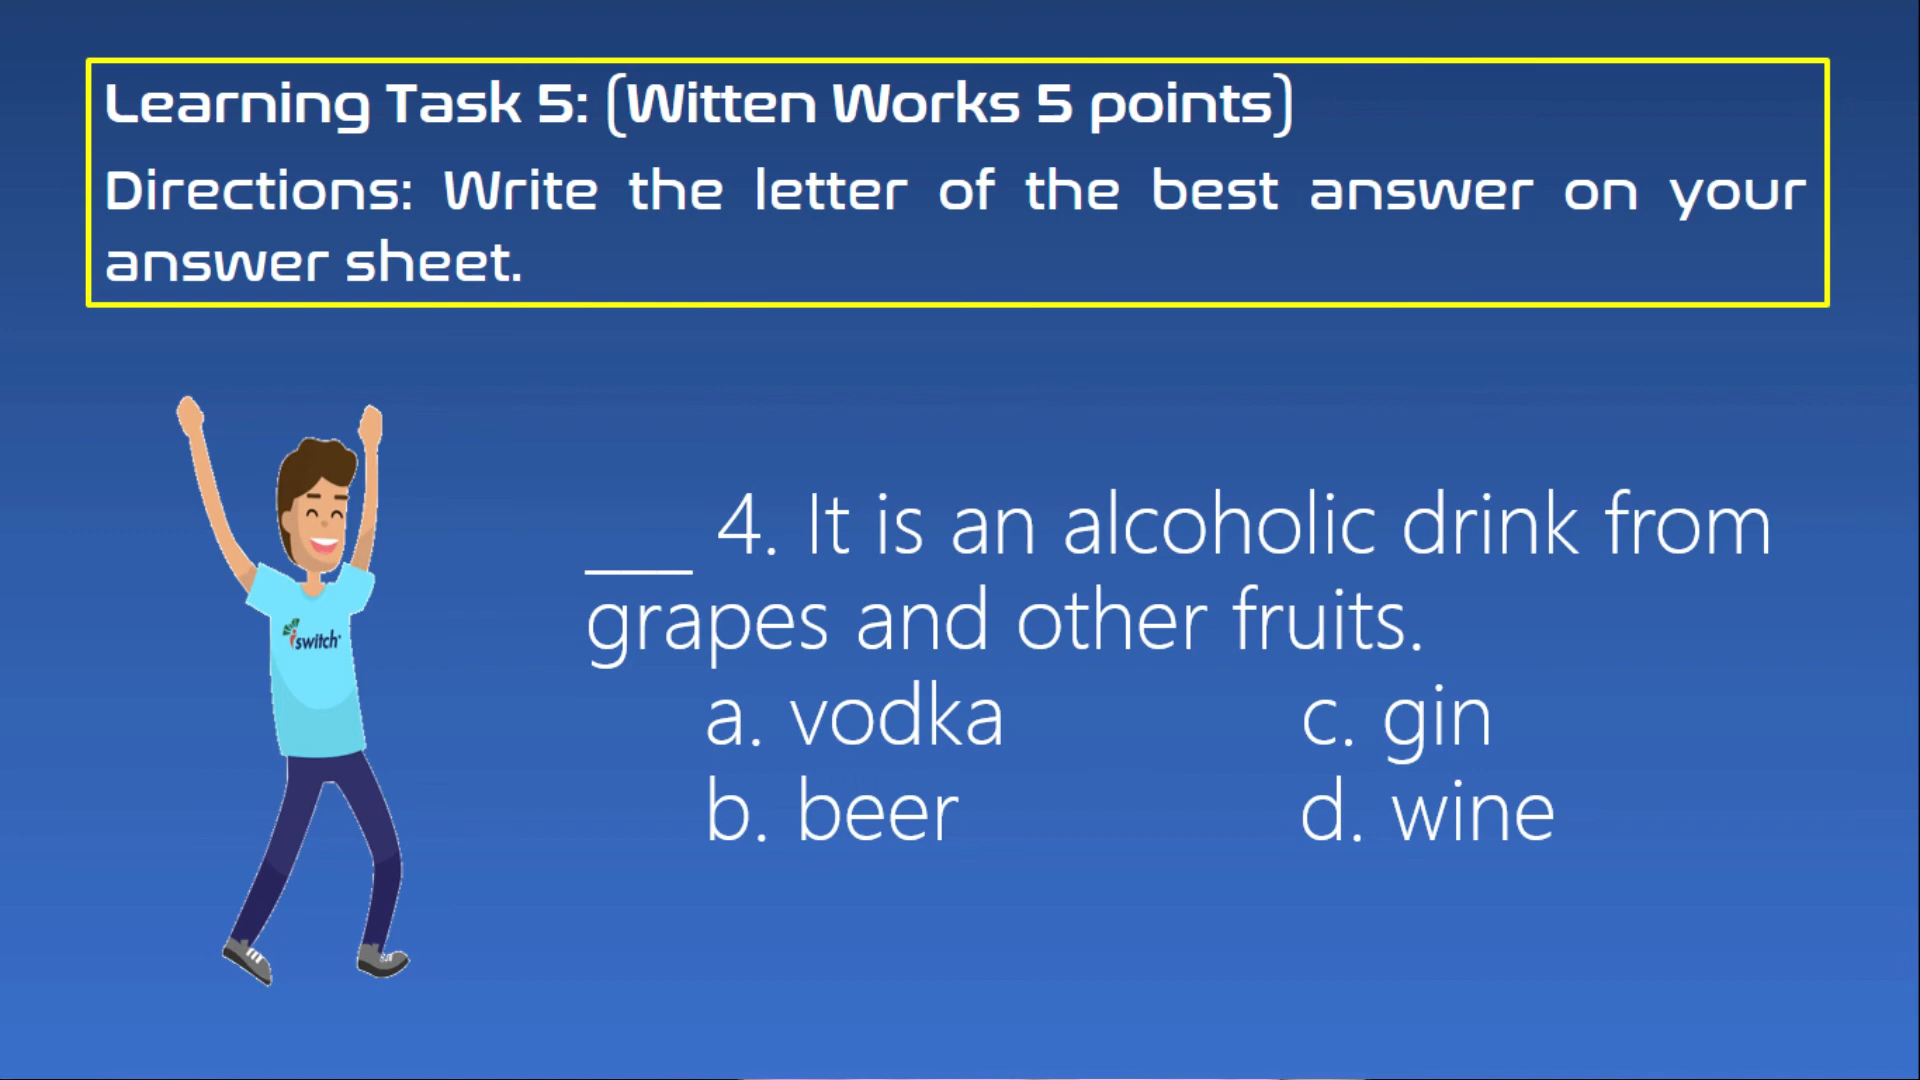 Learning Task 5: (Witten Works 5 points)
Directions: Write the letter of the best answer on your
answer sheet.
switch
___ 4. It is an alcoholic drink from
grapes and other fruits.
a. vodka c. gin
b. beer d. wine